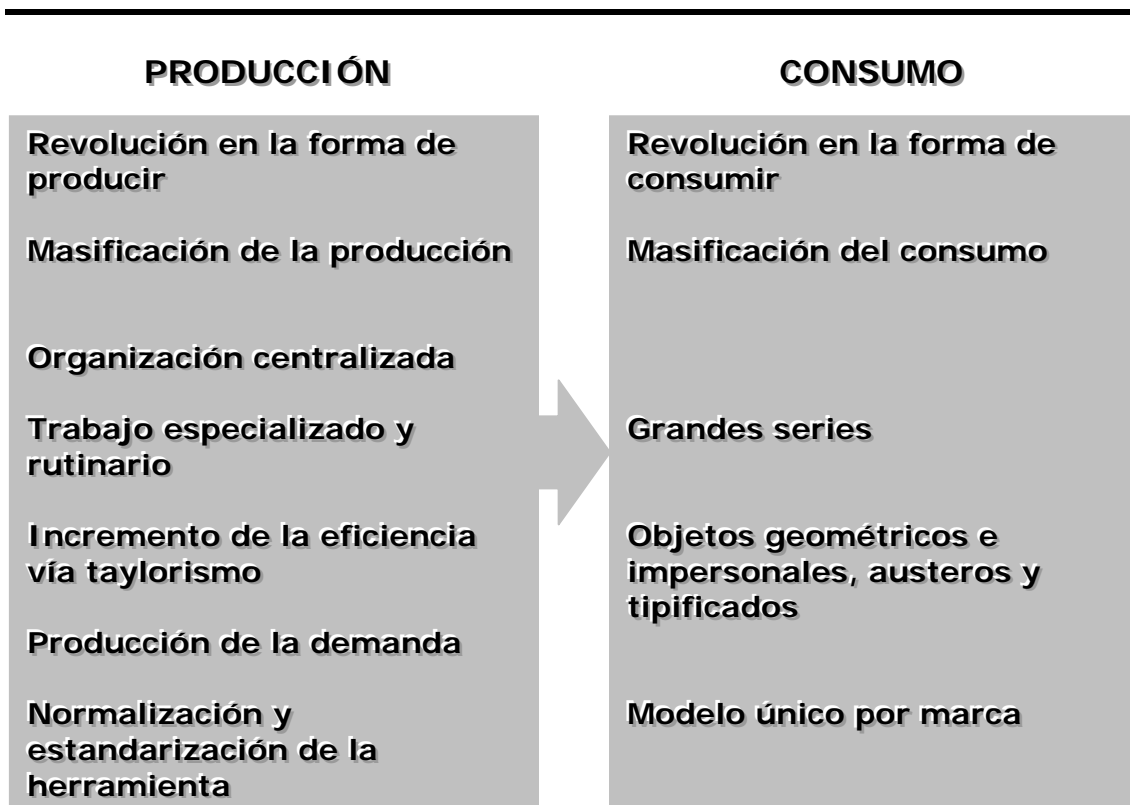 PRODUCCIÓN
Revolución en la forma de
producir
Masificación de la producción
Organización centralizada
Trabajo especializado y
rutinario
Incremento de la eficiencia
vía taylorismo
Producción de la demanda
Normalización y
estandarización de la
herramienta
CONSUMO
Revolución en la forma de
consumir
Masificación del consumo
Grandes series
Objetos geométricos e
impersonales, austeros y
tipificados
Modelo único por marca